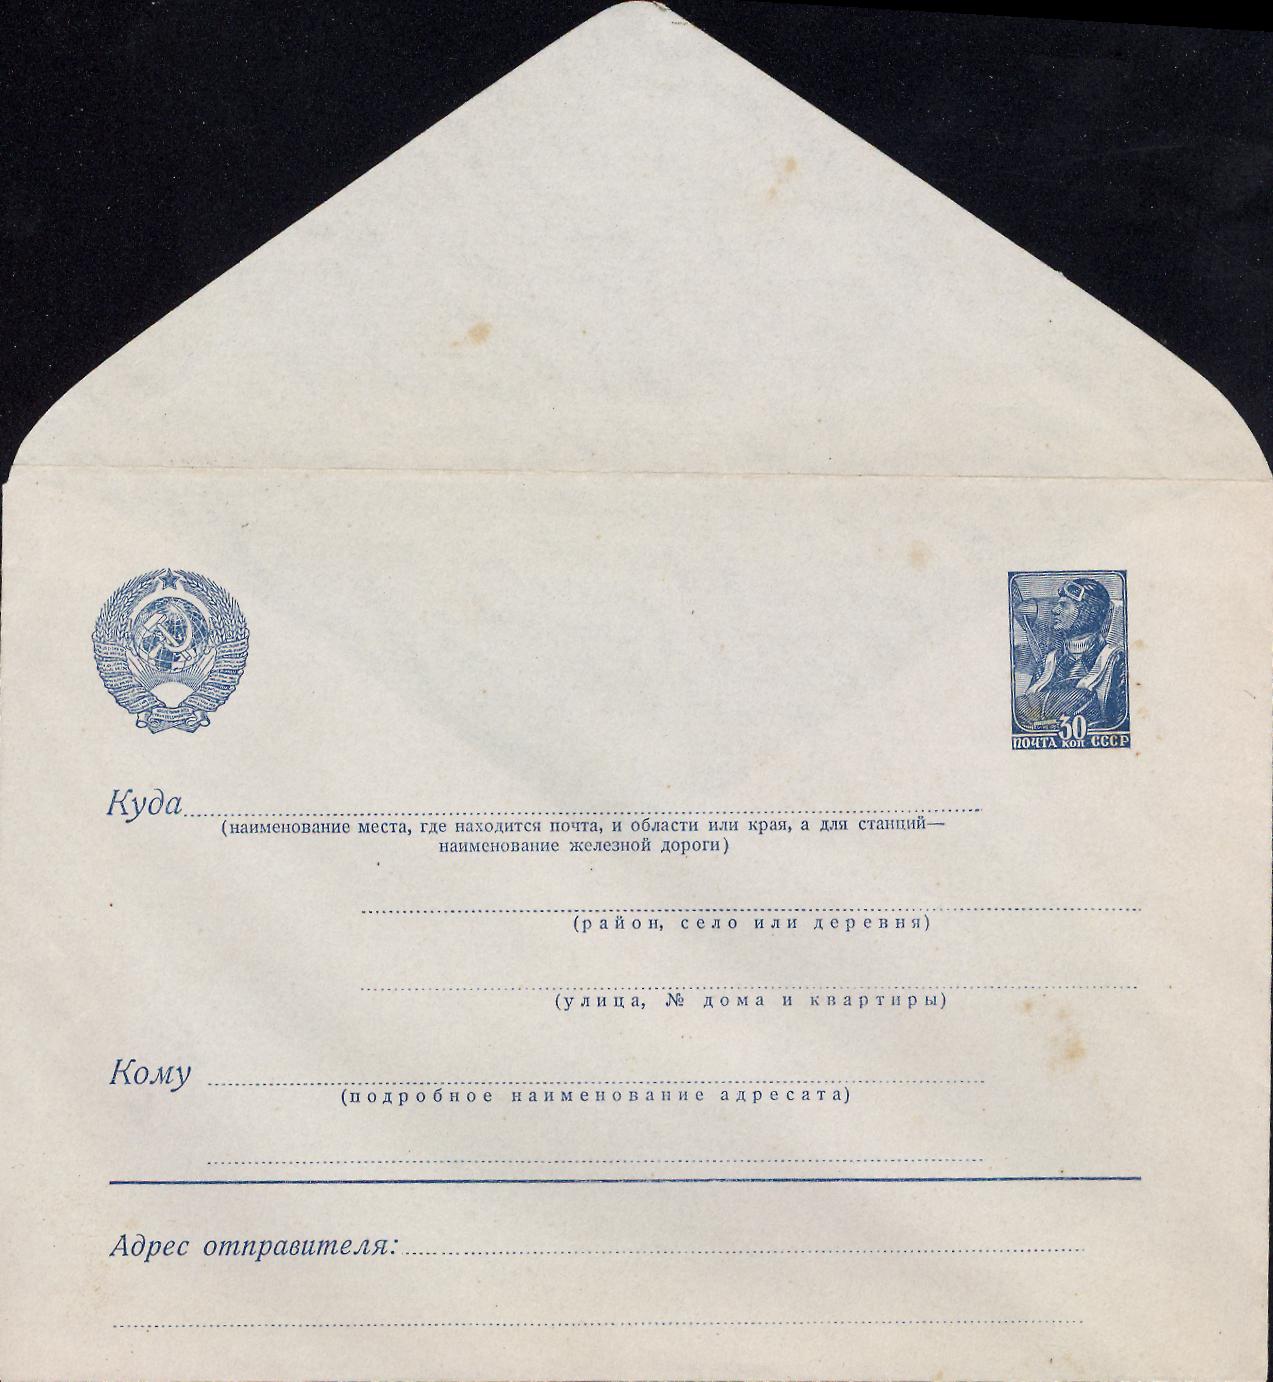 30
ПОЧТА коп СССР
Куда
(наименование места, где находится почта, и области или края, а для станций—
наименование железной дороги)
(район, село или деревня)
(улица, № дома и квартиры)
Кому
(подробное наименование адресата)
Адрес отправителя: